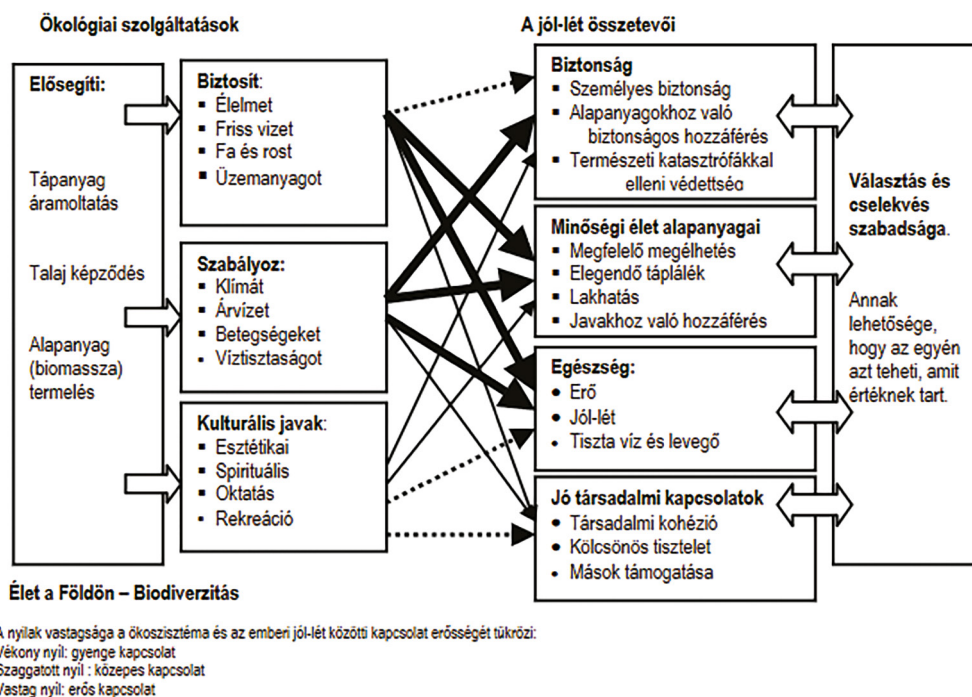 Ökológiai szolgáltatások
A jól-lét összetevői
Elősegíti:
Tápanyag
áramoltatás
Talaj képződés
Alapanyag
(biomassza)
termelés
Biztosít:
▪ Élelmet
▪ Friss vizet
▪ Fa és rost
▪ Üzemanyagot
Szabályoz:
▪ Klímát
▪ Árvízet
▪ Betegségeket
▪ Víztisztaságot
Kulturális javak:
▪ Esztétikai
▪ Spirituális
▪ Oktatás
▪ Rekreáció
Biztonság
▪ Személyes biztonság
▪ Alapanyagokhoz való
biztonságos hozzáférés
▪ Természeti katasztrófákkal
elleni védettség
Minőségi élet alapanyagai
▪ Megfelelő megélhetés
▪ Elegendő táplálék
▪ Lakhatás
▪ Javakhoz való hozzáférés
Egészség:
• Erő
• Jól-lét
• Tiszta víz és levegő
Jó társadalmi kapcsolatok
• Társadalmi kohézió
• Kölcsönös tisztelet
• Mások támogatása
Választás és
cselekvés
szabadsága.
Annak
lehetősége,
hogy az egyén
azt teheti, amit
értéknek tart.
Élet a Földön – Biodiverzitás
A nyilak vastagsága a ökoszisztéma és az emberi jól-lét közötti kapcsolat erősségét tükrözi:
Vékony nyíl: gyenge kapcsolat
Szaggatott nyíl : közepes kapcsolat
Vastag nyíl: erős kapcsolat